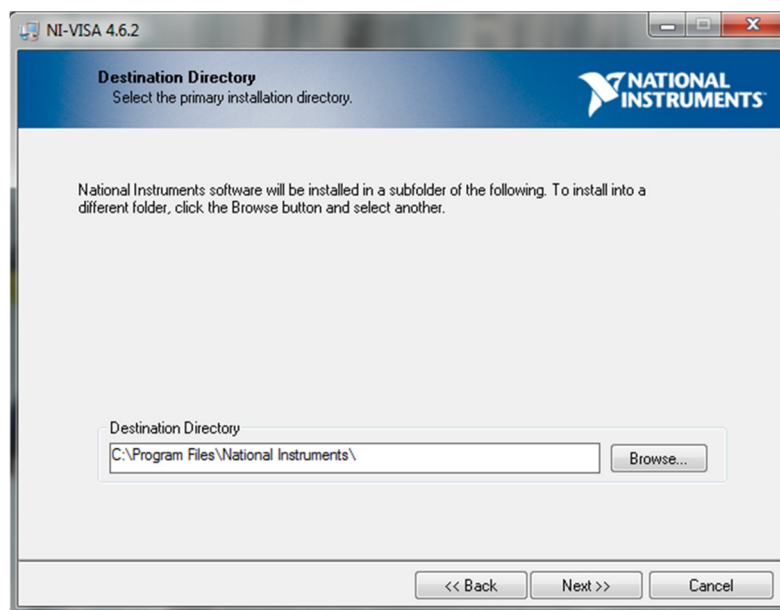 NI-VISA 4.6.2
Destination Directory
Select the primary installation directory.
NATIONAL
INSTRUMENTS™
National Instruments software will be installed in a subfolder of the following. To install into a
different folder, click the Browse button and select another.
Destination Directory
C:\Program Files\National Instruments\
Browse...
<< Back
Next >>
Cancel